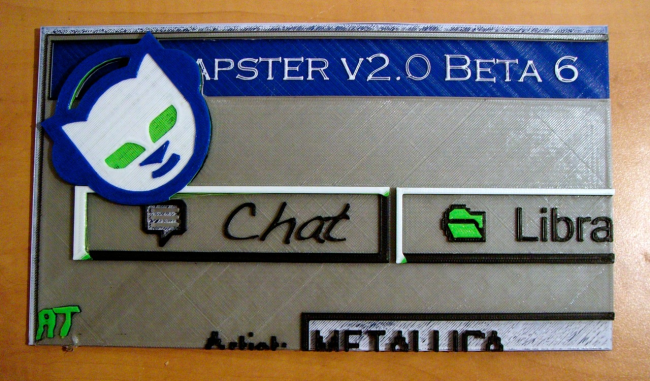 APSTER V2.0 BETA 6
Chat
Libra
AT
Artist: METALLICA